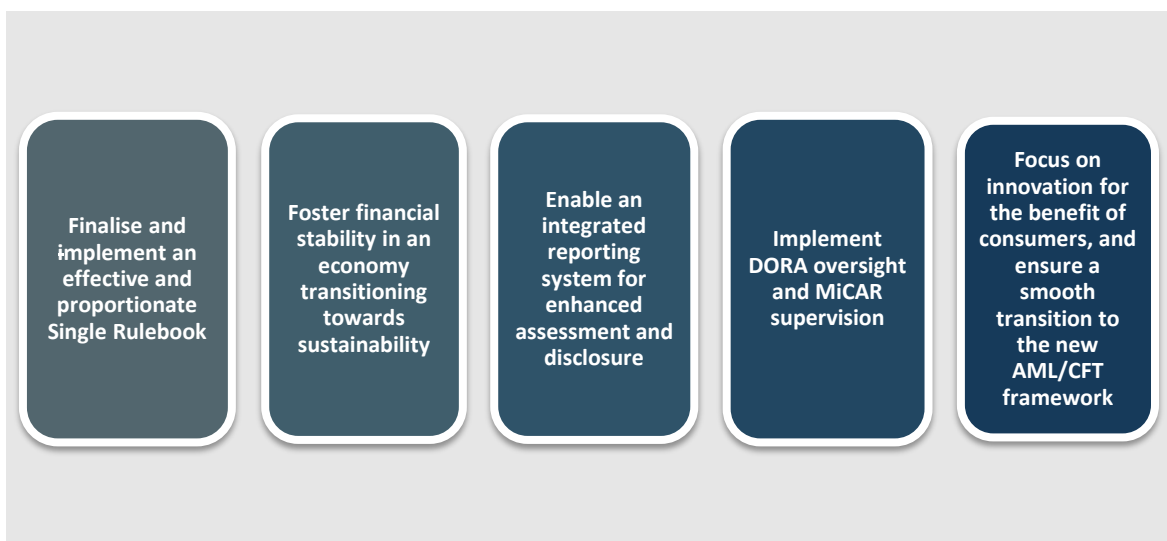 Finalise and
implement an
effective and
proportionate
Single Rulebook
Foster financial
stability in an
economy
transitioning
towards
sustainability
Enable an
integrated
reporting
system for
enhanced
assessment and
disclosure
Implement
DORA oversight
and MiCAR
supervision
Focus on
innovation for
the benefit of
consumers, and
ensure a
smooth
transition to
the new
AML/CFT
framework